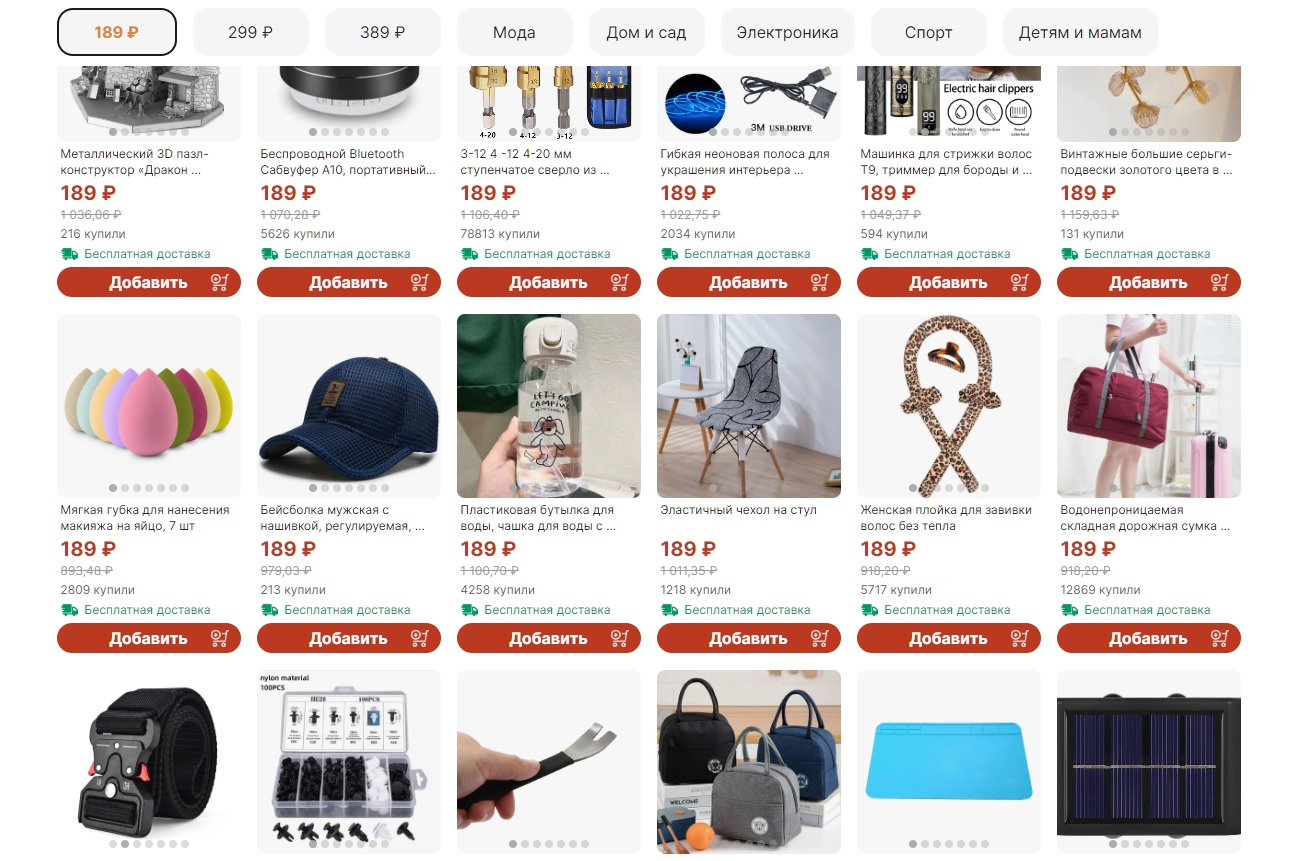 189 ₽
299 ₽
389 ₽
Мода
Дом и сад
Электроника
Спорт
Детям и мамам
4-20
4-12
3-12
3M USB DRIVE
99
99
Electric hair clippers
Металлический 3D пазл-
конструктор «Дракон ...
189 ₽
1 036,06 ₽
216 купили
Бесплатная доставка
Добавить
Беспроводной Bluetooth
Сабвуфер A10, портативный...
189 ₽
1 070,28 ₽
5626 купили
Бесплатная доставка
Добавить
3-12 4 -12 4-20 мм
ступенчатое сверло из ...
189 ₽
1 106,40 ₽
78813 купили
Бесплатная доставка
Добавить
Гибкая неоновая полоса для
украшения интерьера ...
189 ₽
1 022,75 ₽
2034 купили
Бесплатная доставка
Добавить
Машинка для стрижки волос
T9, триммер для бороды и ...
189 ₽
1 049,37 ₽
594 купили
Бесплатная доставка
Добавить
Винтажные большие серьги-
подвески золотого цвета в ...
189 ₽
1 159,63 ₽
131 купили
Бесплатная доставка
Добавить
LET'S GO
CAMPING
Мягкая губка для нанесения
макияжа на яйцо, 7 шт
189 ₽
893,48 ₽
2809 купили
Бесплатная доставка
Добавить
Бейсболка мужская с
нашивкой, регулируемая, ...
189 ₽
979,03 ₽
213 купили
Бесплатная доставка
Добавить
Пластиковая бутылка для
воды, чашка для воды с ...
189 ₽
1 100,70 ₽
4258 купили
Бесплатная доставка
Добавить
Эластичный чехол на стул
189 ₽
1 011,35 ₽
1218 купили
Бесплатная доставка
Добавить
Женская плойка для завивки
волос без тепла
189 ₽
918,20 ₽
5717 купили
Бесплатная доставка
Добавить
Водонепроницаемая
складная дорожная сумка ...
189 ₽
918,20 ₽
12869 купили
Бесплатная доставка
Добавить
nylon material
100PCS
HE26 100PCS
WELCOME